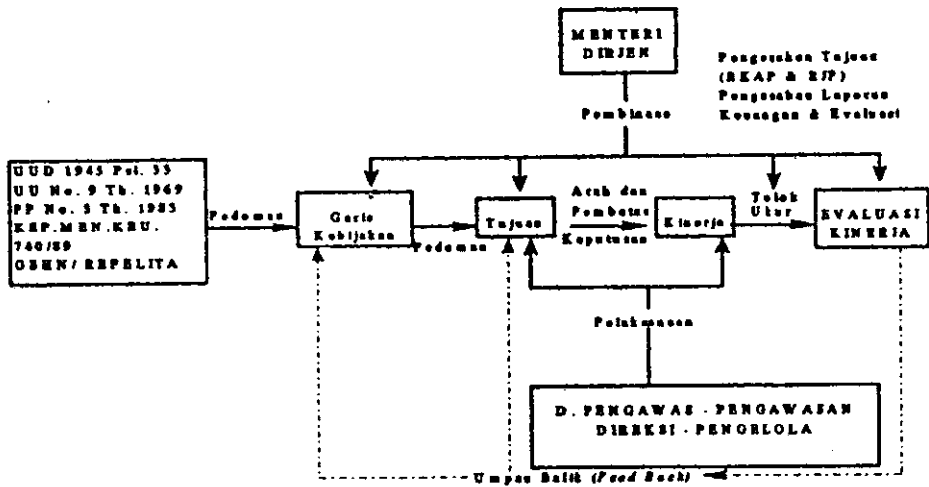 MENTERI
DIRJEN
Pengesahan Tujuan
(RKAP & RJP)
Pengesahan Laporan
Keuangan & Evaluasi
Pembinaan
UUD 1945 Psl. 33
UU No. 9 Th. 1969
PP No. 3 Th. 1983
KEP.MEN.KEU.
740/89
GBHN/ REPELITA
Pedoman
Garis
Kebijakan
Pedoman
Tujuan
Arah dan
Pembatas
Keputusan
Kinerja
Tolok
Ukur
EVALUASI
KINERJA
Pelaksanaan
D. PENGAWAS - PENGAWASAN
DIREKSI - PENGELOLA
Umpan Balik (Feed Back)